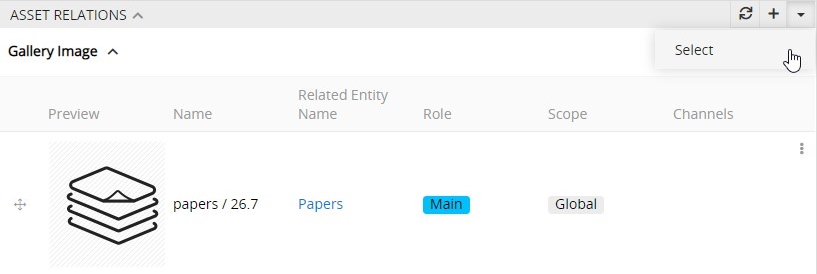 ASSET RELATIONS
Gallery Image
Select
Preview Name Related Entity Name Role Scope Channels
papers / 26.7 Papers Main Global